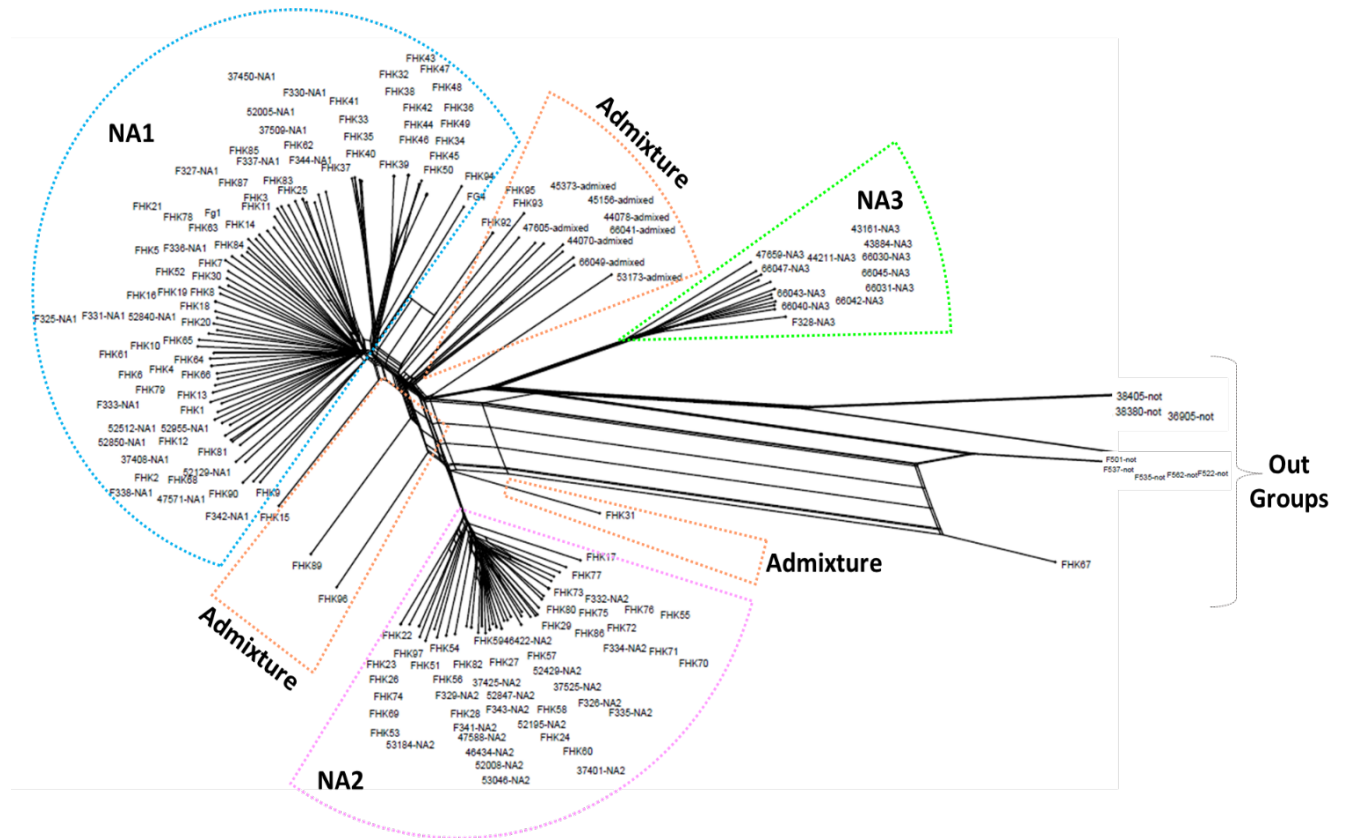 NA1
37450-NA1
F330-NA1
FHK41
FHK32
FHK43
FHK47
FHK38
FHK48
52005-NA1
FHK33
FHK42
FHK36
37509-NA1
FHK35
FHK44
FHK49
FHK85
FHK62
FHK46
FHK34
F337-NA1
F344-NA1
FHK40
FHK39
FHK45
F327-NA1
FHK37
FHK50
FHK87
FHK83
FHK94
FHK3
FHK25
FG4
FHK21
Fg1
FHK11
FHK78
FHK63
FHK14
FHK5
F336-NA1
FHK84
FHK7
FHK52
FHK30
FHK16
FHK19
FHK8
FHK18
F325-NA1
F331-NA1
52840-NA1
FHK20
FHK10
FHK65
FHK61
FHK64
FHK6
FHK4
FHK66
FHK79
FHK13
F333-NA1
FHK1
52512-NA1
52955-NA1
52850-NA1
FHK12
FHK81
37408-NA1
52129-NA1
FHK2
FHK68
F338-NA1
47571-NA1
FHK90
FHK9
F342-NA1
FHK15
Admixture
FHK95
45373-admixed
FHK93
45156-admixed
FHK92
47605-admixed
44078-admixed
66041-admixed
44070-admixed
66049-admixed
53173-admixed
NA3
43161-NA3
47659-NA3
44211-NA3
43884-NA3
66047-NA3
66030-NA3
66045-NA3
66031-NA3
66043-NA3
66042-NA3
66040-NA3
F328-NA3
38405-not
38380-not
36905-not
F501-not
F537-not
F535-not
F562-not
F522-not
FHK67
Out
Groups
FHK31
Admixture
FHK89
FHK96
Admixture
FHK17
FHK77
FHK73
F332-NA2
FHK80
FHK75
FHK76
FHK55
FHK22
FHK29
FHK86
FHK72
FHK97
FHK54
FHK5946422-NA2
F334-NA2
FHK71
FHK23
FHK51
FHK82
FHK27
FHK57
FHK70
FHK26
FHK56
52429-NA2
37425-NA2
37525-NA2
FHK74
F329-NA2
52847-NA2
F326-NA2
FHK69
FHK28
F343-NA2
FHK58
F335-NA2
FHK53
F341-NA2
52195-NA2
53184-NA2
47588-NA2
FHK24
46434-NA2
FHK60
52008-NA2
37401-NA2
53046-NA2
NA2